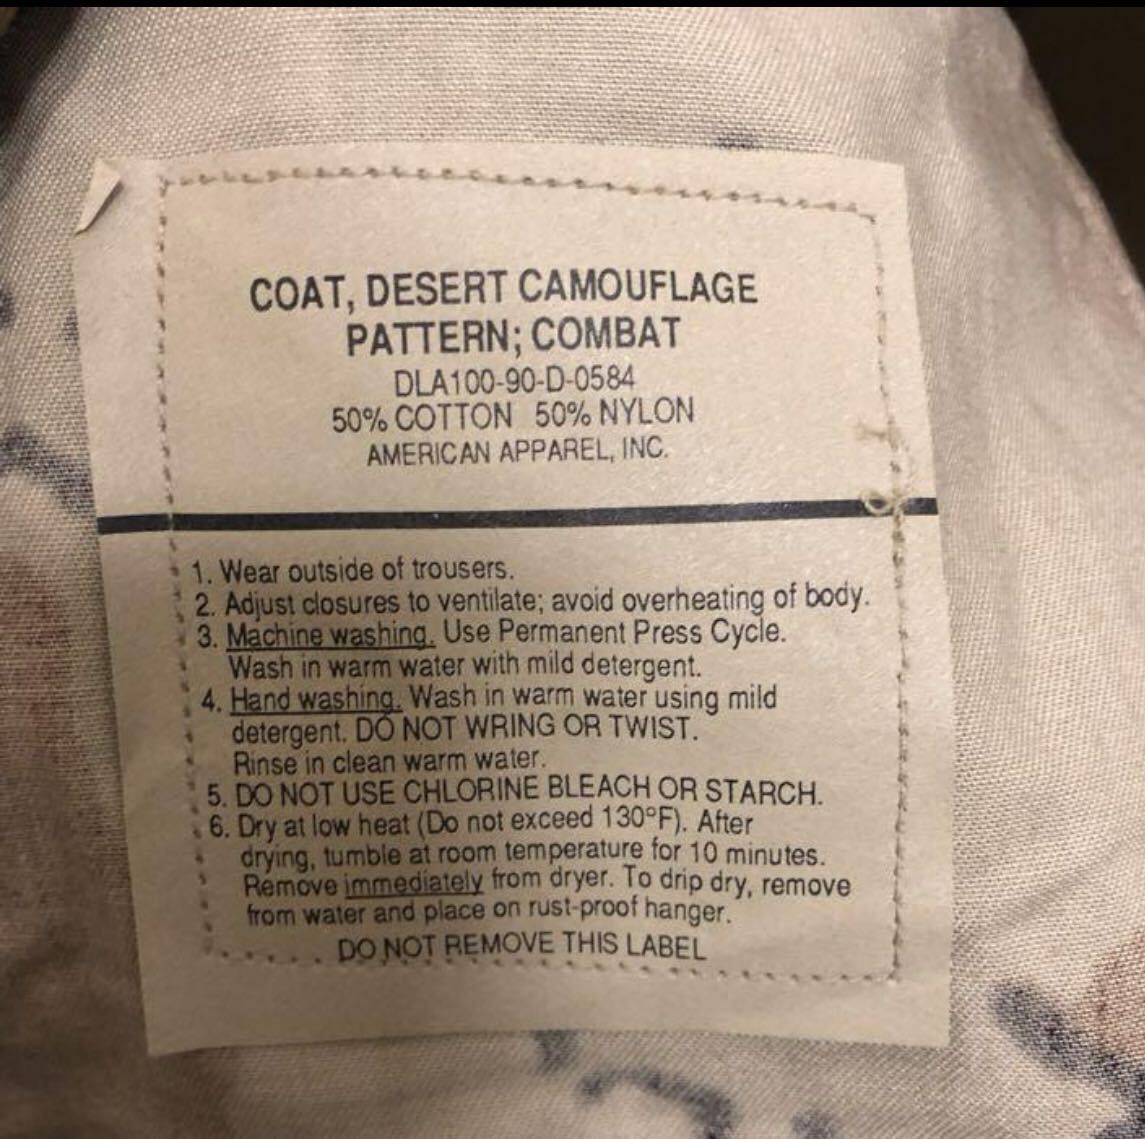 COAT, DESERT CAMOUFLAGE
PATTERN; COMBAT
DLA100-90-D-0584
50% COTTON 50% NYLON
AMERICAN APPAREL, INC.
1. Wear outside of trousers.
2. Adjust closures to ventilate; avoid overheating of body.
3. Machine washing. Use Permanent Press Cycle.
Wash in warm water with mild detergent.
4. Hand washing. Wash in warm water using mild
detergent. DO NOT WRING OR TWIST.
Rinse in clean warm water.
5. DO NOT USE CHLORINE BLEACH OR STARCH.
6. Dry at low heat (Do not exceed 130°F). After
drying, tumble at room temperature for 10 minutes.
Remove immediately from dryer. To drip dry, remove
from water and place on rust-proof hanger.
DO NOT REMOVE THIS LABEL